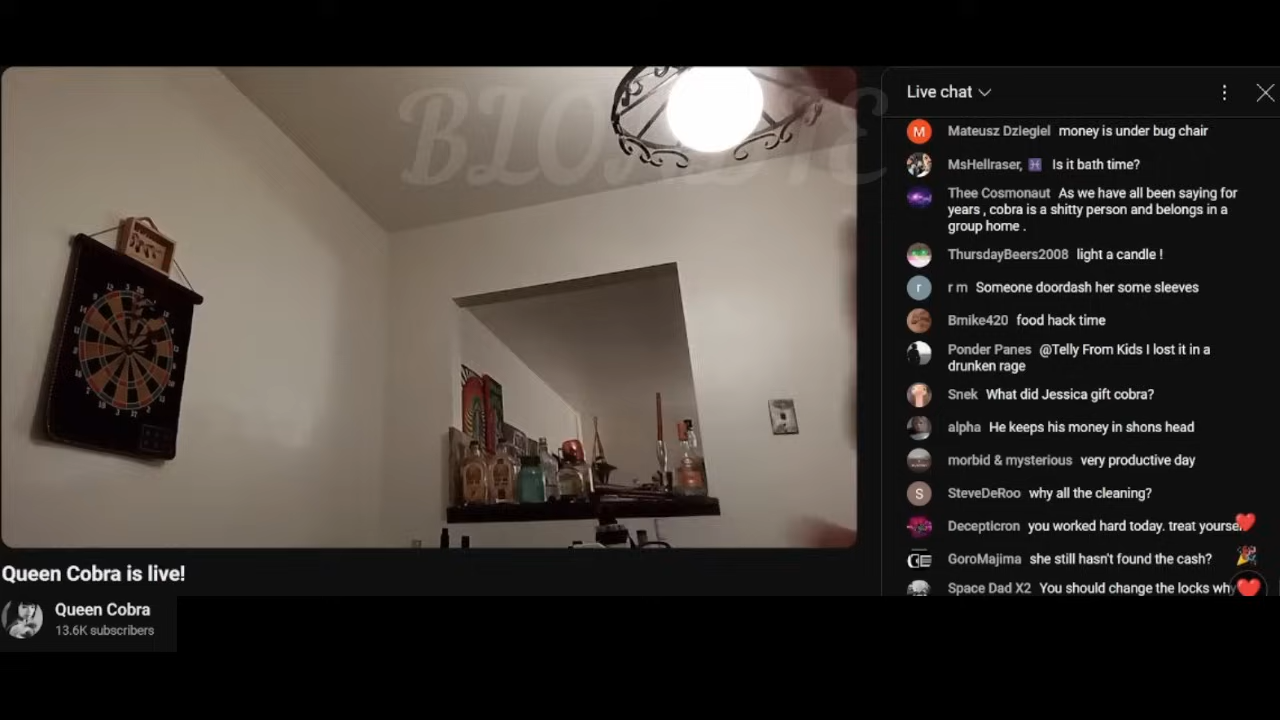 BLONDIE
Live chat
Mateusz Dziegiel money is under bug chair
MsHellraser, Is it bath time?
Thee Cosmonaut As we have all been saying for
years , cobra is a shitty person and belongs in a
group home .
ThursdayBeers2008 light a candle !
r m Someone doordash her some sleeves
Bmike420 food hack time
Ponder Panes @Telly From Kids I lost it in a
drunken rage
Snek What did Jessica gift cobra?
alpha He keeps his money in shons head
morbid & mysterious very productive day
SteveDeRoo why all the cleaning?
Decepticron you worked hard today. treat yoursel
GoroMajima she still hasn't found the cash?
Space Dad X2 You should change the locks why
Queen Cobra is live!
Queen Cobra
13.6K subscribers